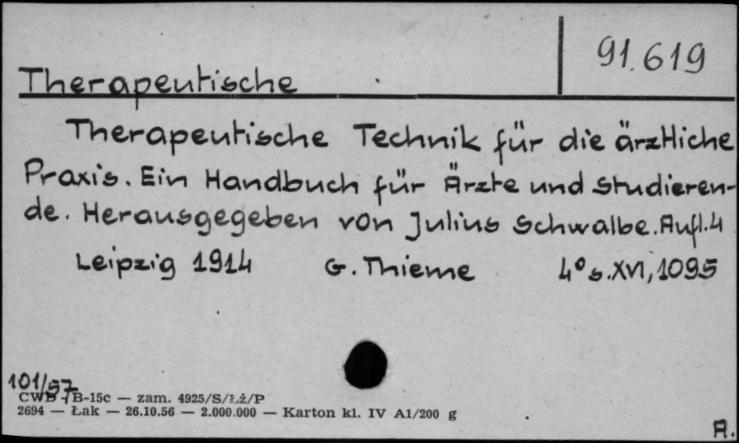 91.619
Therapeutische
Therapeutische Technik für die ärztliche
Praxis. Ein Handbuch für Ärzte und Studieren-
de. Herausgegeben von Julius Schwalbe. Aufl. 4
Leipzig 1914 G. Thieme 4° s. XVI, 1095
101/57
CWD - B-15c — zam. 4925/S/Łż/P
2694 — Łak — 26.10.56 — 2.000.000 — Karton kl. IV A1/200 g
A.